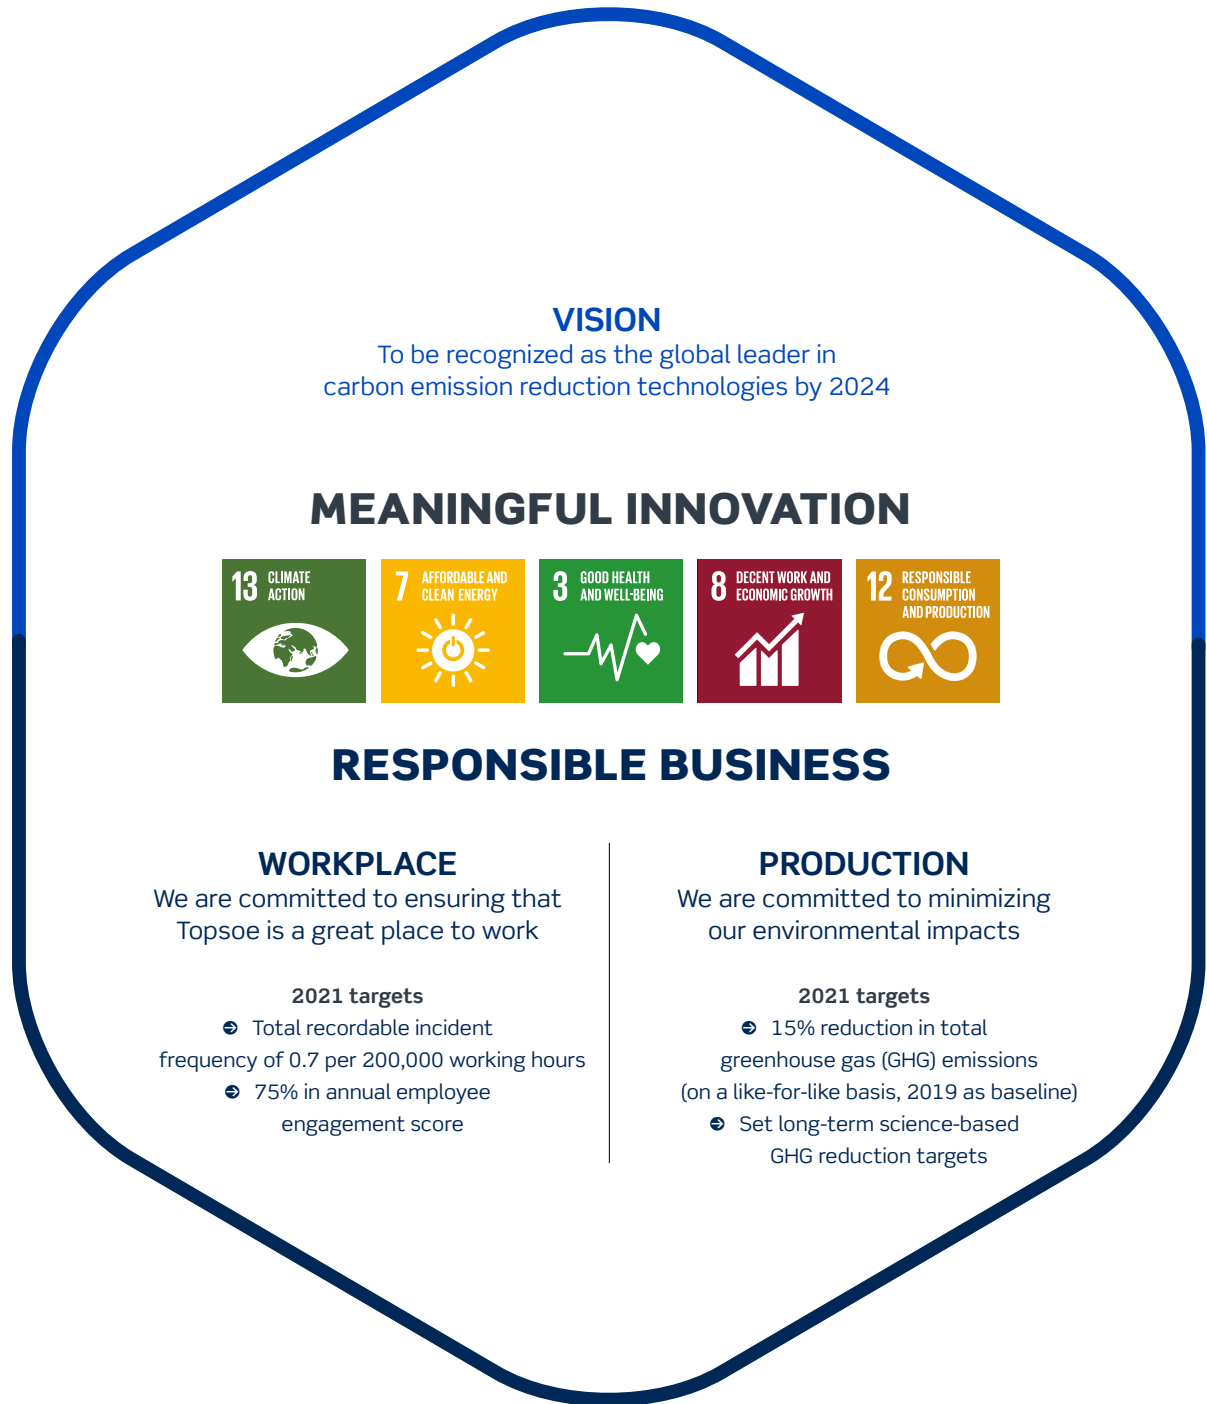 VISION
To be recognized as the global leader in
carbon emission reduction technologies by 2024
MEANINGFUL INNOVATION
13 CLIMATE
ACTION
7 AFFORDABLE AND
CLEAN ENERGY
3 GOOD HEALTH
AND WELL-BEING
8 DECENT WORK AND
ECONOMIC GROWTH
12 RESPONSIBLE
CONSUMPTION
AND PRODUCTION
RESPONSIBLE BUSINESS
WORKPLACE
We are committed to ensuring that
Topsoe is a great place to work
2021 targets
Total recordable incident
frequency of 0.7 per 200,000 working hours
75% in annual employee
engagement score
PRODUCTION
We are committed to minimizing
our environmental impacts
2021 targets
15% reduction in total
greenhouse gas (GHG) emissions
(on a like-for-like basis, 2019 as baseline)
Set long-term science-based
GHG reduction targets